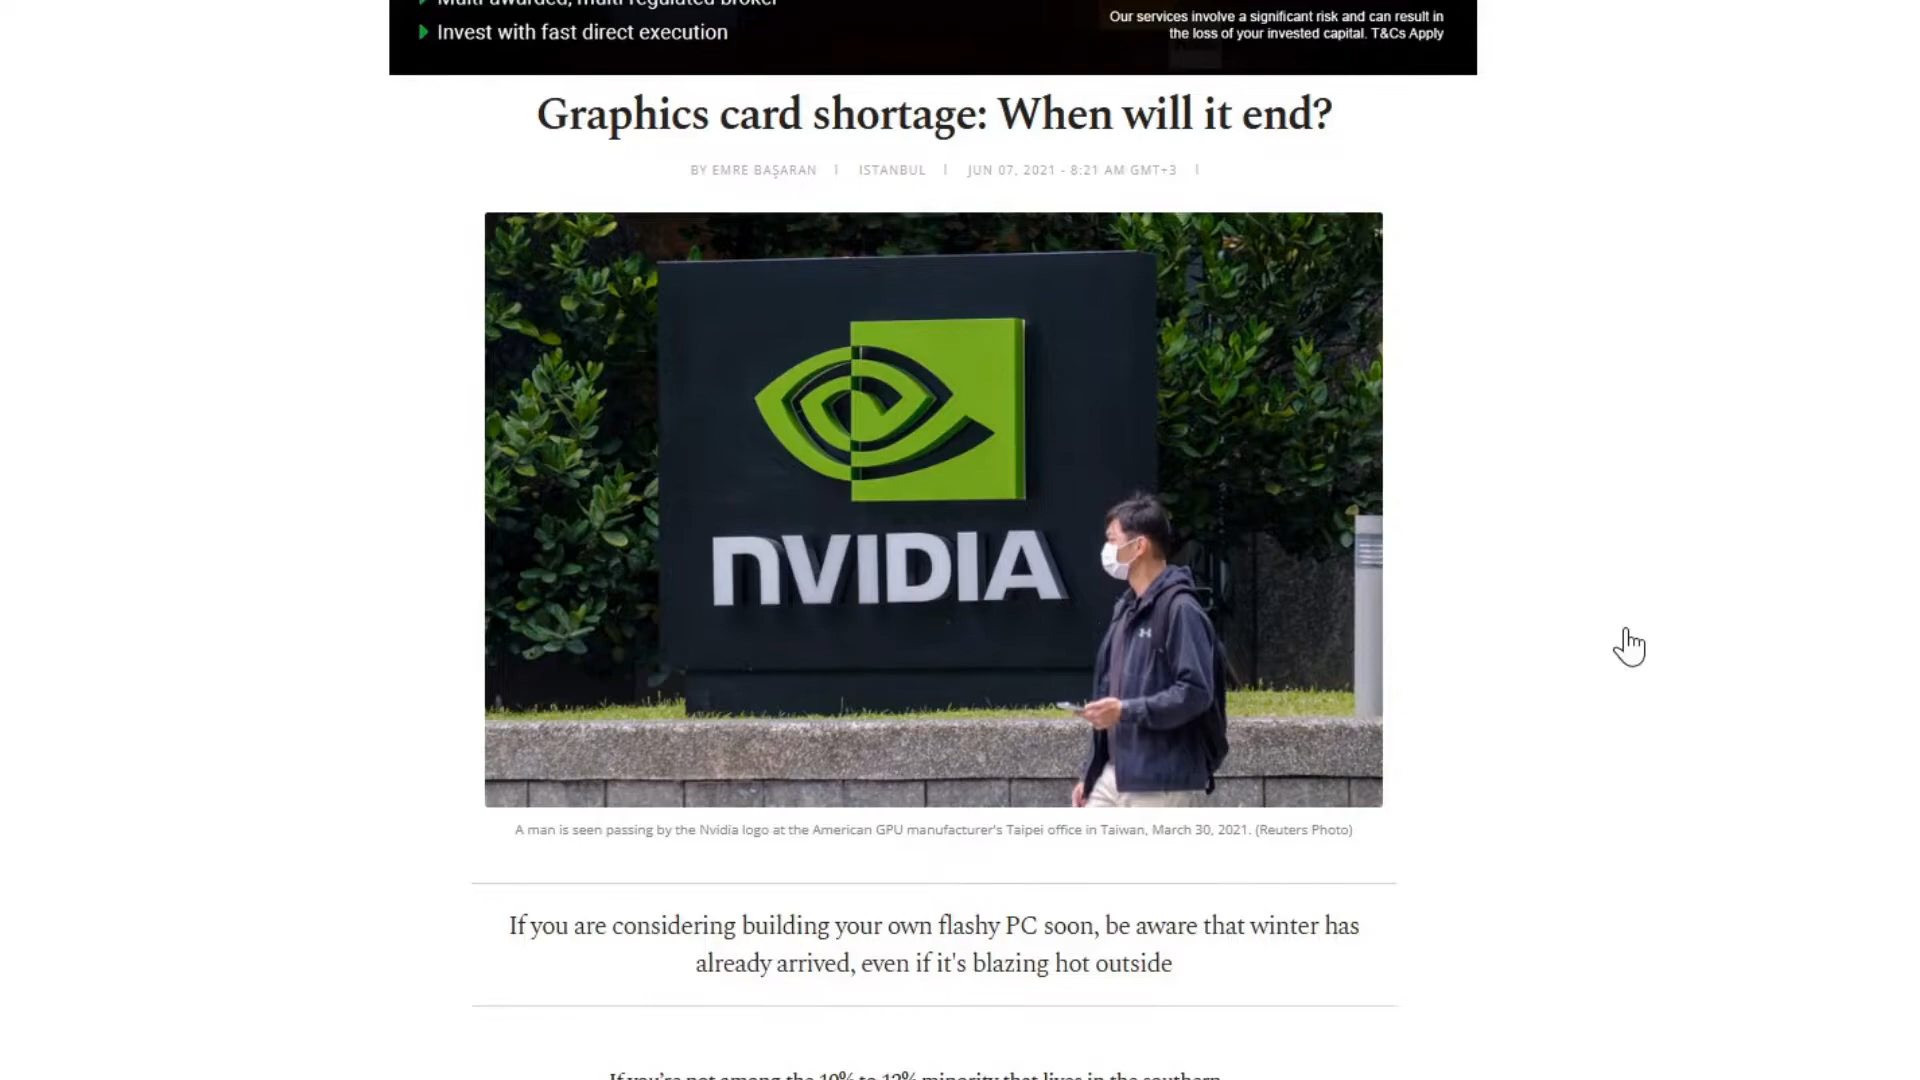 Multi-awarded, multi-regulated broker
Invest with fast direct execution
Our services involve a significant risk and can result in
the loss of your invested capital. T&Cs Apply
Graphics card shortage: When will it end?
BY EMRE BAŞARAN | ISTANBUL | JUN 07, 2021 - 8:21 AM GMT+3 |
NVIDIA
A man is seen passing by the Nvidia logo at the American GPU manufacturer's Taipei office in Taiwan, March 30, 2021. (Reuters Photo)
If you are considering building your own flashy PC soon, be aware that winter has
already arrived, even if it's blazing hot outside
If you're not among the 10% to 12% minority that lives in the southern